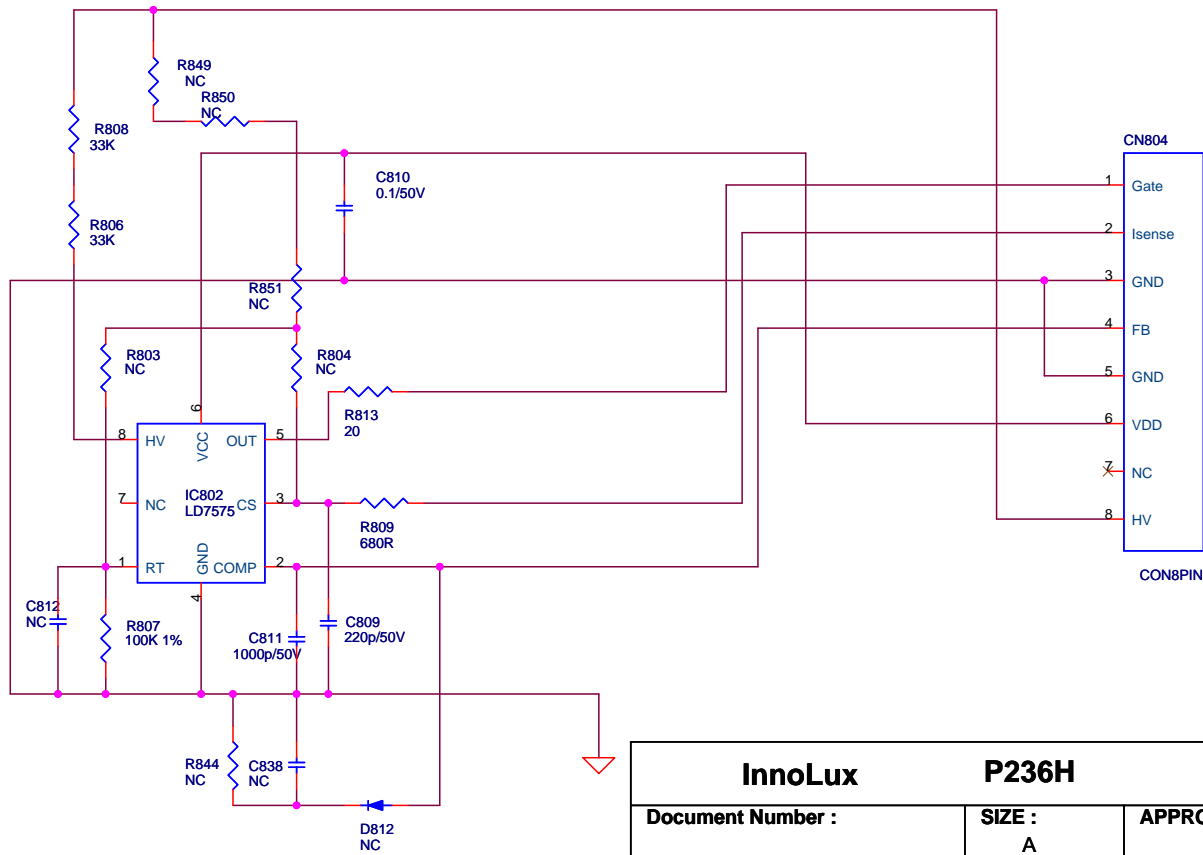 R849
NC
R850
NC
R808
33K
CN804
C810
0.1/50V
1 Gate
R806
33K
2 Isense
R851
NC
3 GND
4 FB
R803
NC
R804
NC
5 GND
R813
20
6 VDD
6
8 HV VCC OUT 5
7 NC IC802 CS 3
LD7575
7 NC
R809
680R
8 HV
1 RT GND COMP 2
4
CON8PIN
C812
NC
R807
100K 1%
C811
1000p/50V
C809
220p/50V
R844
NC
C838
NC
D812
NC
InnoLux P236H
Document Number : SIZE : APPRO
A